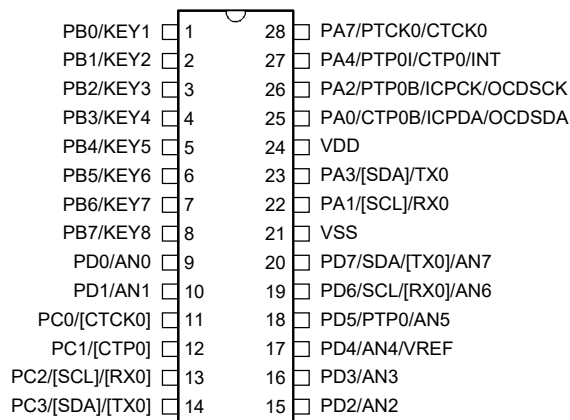 PB0/KEY1 1 28 PA7/PTCK0/CTCK0
PB1/KEY2 2 27 PA4/PTP0I/CTP0/INT
PB2/KEY3 3 26 PA2/PTP0B/ICPCK/OCDSCK
PB3/KEY4 4 25 PA0/CTP0B/ICPDA/OCDSDA
PB4/KEY5 5 24 VDD
PB5/KEY6 6 23 PA3/[SDA]/TX0
PB6/KEY7 7 22 PA1/[SCL]/RX0
PB7/KEY8 8 21 VSS
PD0/AN0 9 20 PD7/SDA/[TX0]/AN7
PD1/AN1 10 19 PD6/SCL/[RX0]/AN6
PC0/[CTCK0] 11 18 PD5/PTP0/AN5
PC1/[CTP0] 12 17 PD4/AN4/VREF
PC2/[SCL]/[RX0] 13 16 PD3/AN3
PC3/[SDA]/[TX0] 14 15 PD2/AN2